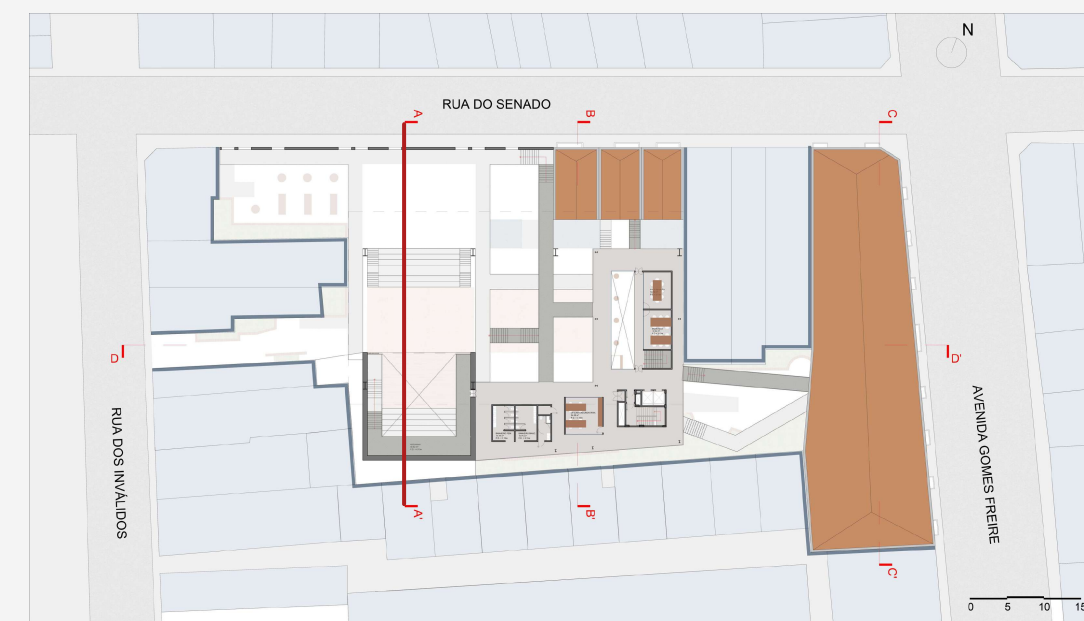 N
RUA DO SENADO
A
B
C
D
D'
RUA DOS INVÁLIDOS
AVENIDA GOMES FREIRE
A'
B'
C'
0 5 10 15